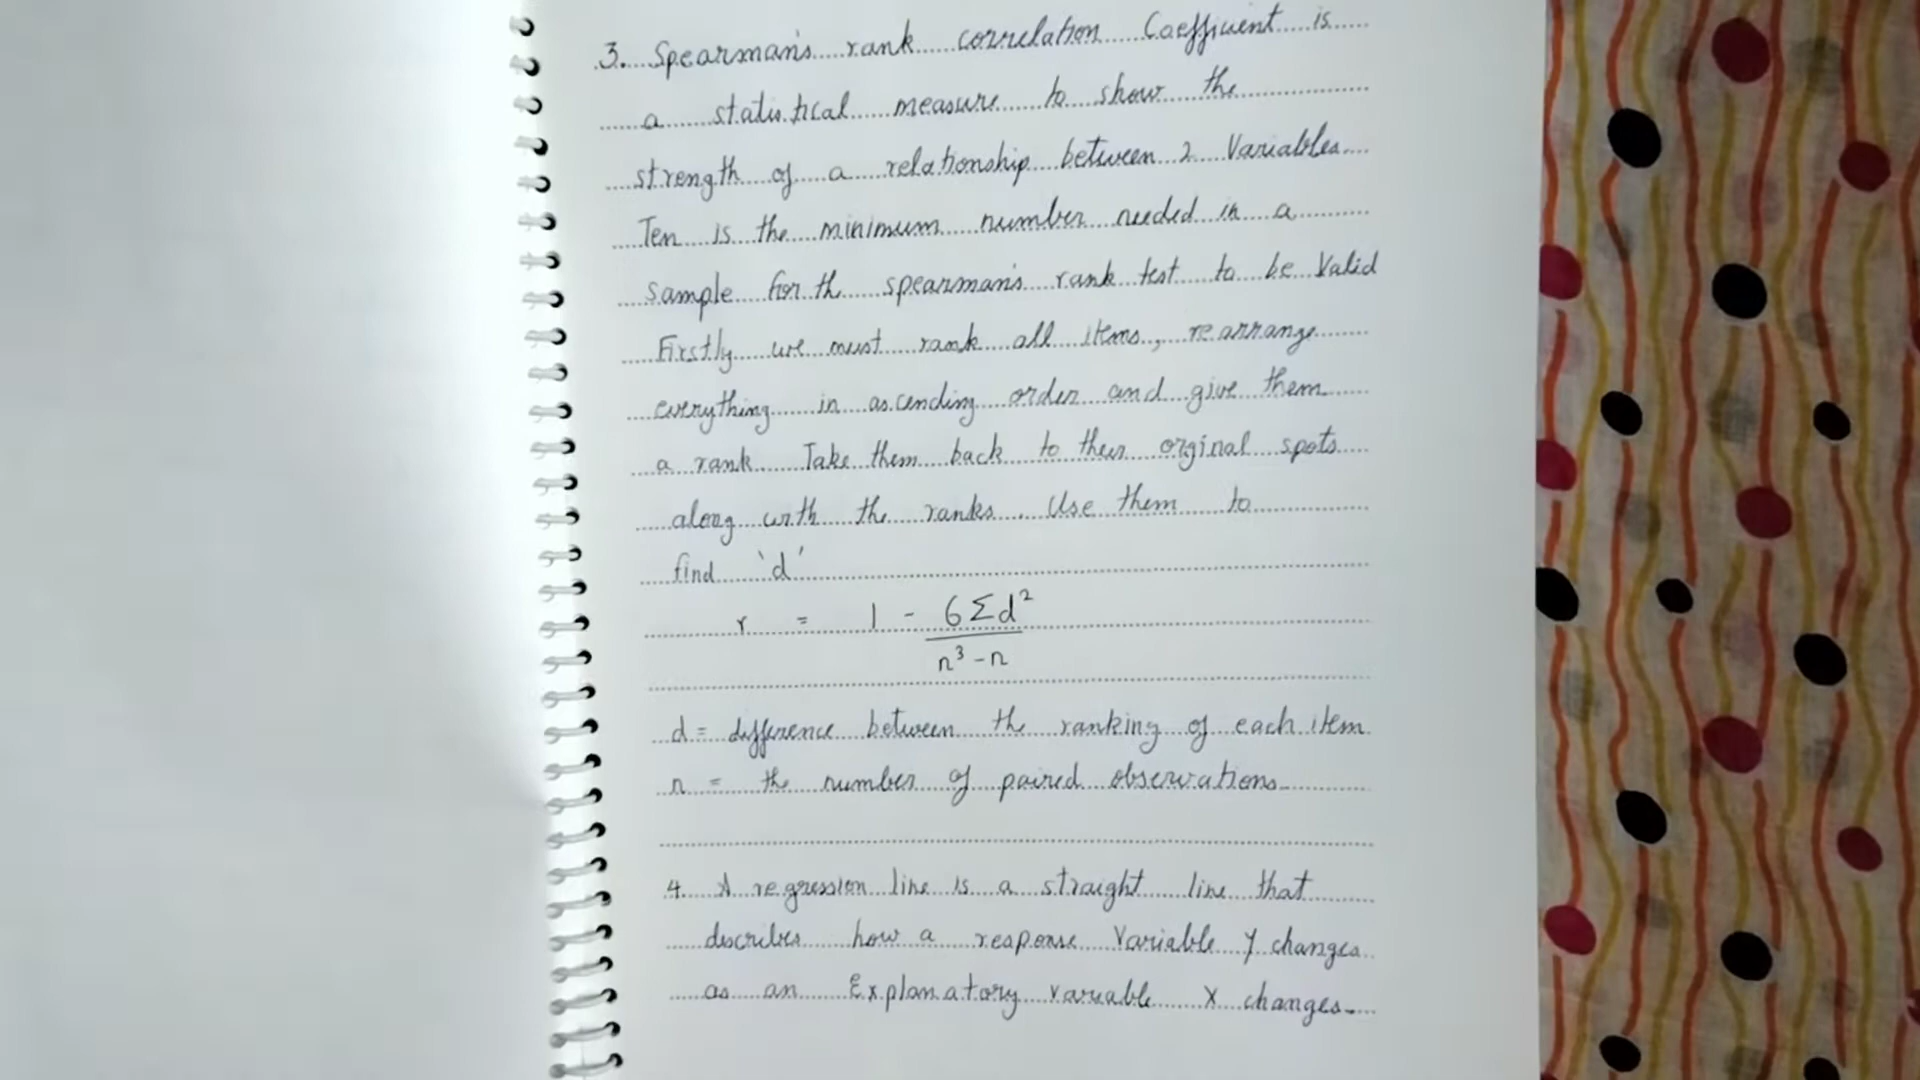 3. Spearman's rank correlation Coefficient is
a statistical measure to show the
strength of a relationship between 2 Variables
Ten is the minimum number needed in a
sample for th spearman's rank test to be Valid
Firstly we must rank all items, rearrange
everything in ascending order and give them
a rank. Take them back to their orginal spots
along with the ranks. Use them to
find 'd'
r = 1 - 6Σd²
n³ - n
d = difference between the ranking of each item
n = the number of paired observations
4. A regression line is a straight line that
describes how a response Variable y changes
as an Explanatory variable x changes.